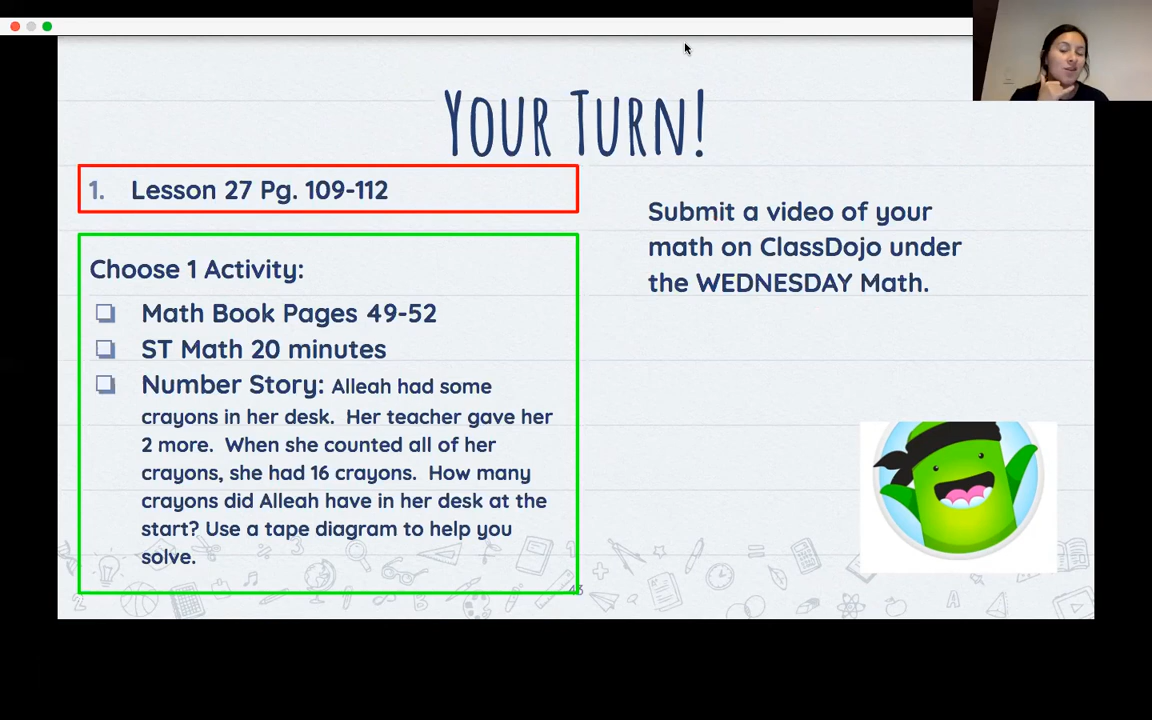 Your Turn!
1. Lesson 27 Pg. 109-112
Choose 1 Activity:
Math Book Pages 49-52
ST Math 20 minutes
Number Story: Alleah had some
crayons in her desk. Her teacher gave her
2 more. When she counted all of her
crayons, she had 16 crayons. How many
crayons did Alleah have in her desk at the
start? Use a tape diagram to help you
solve.
Submit a video of your
math on ClassDojo under
the WEDNESDAY Math.